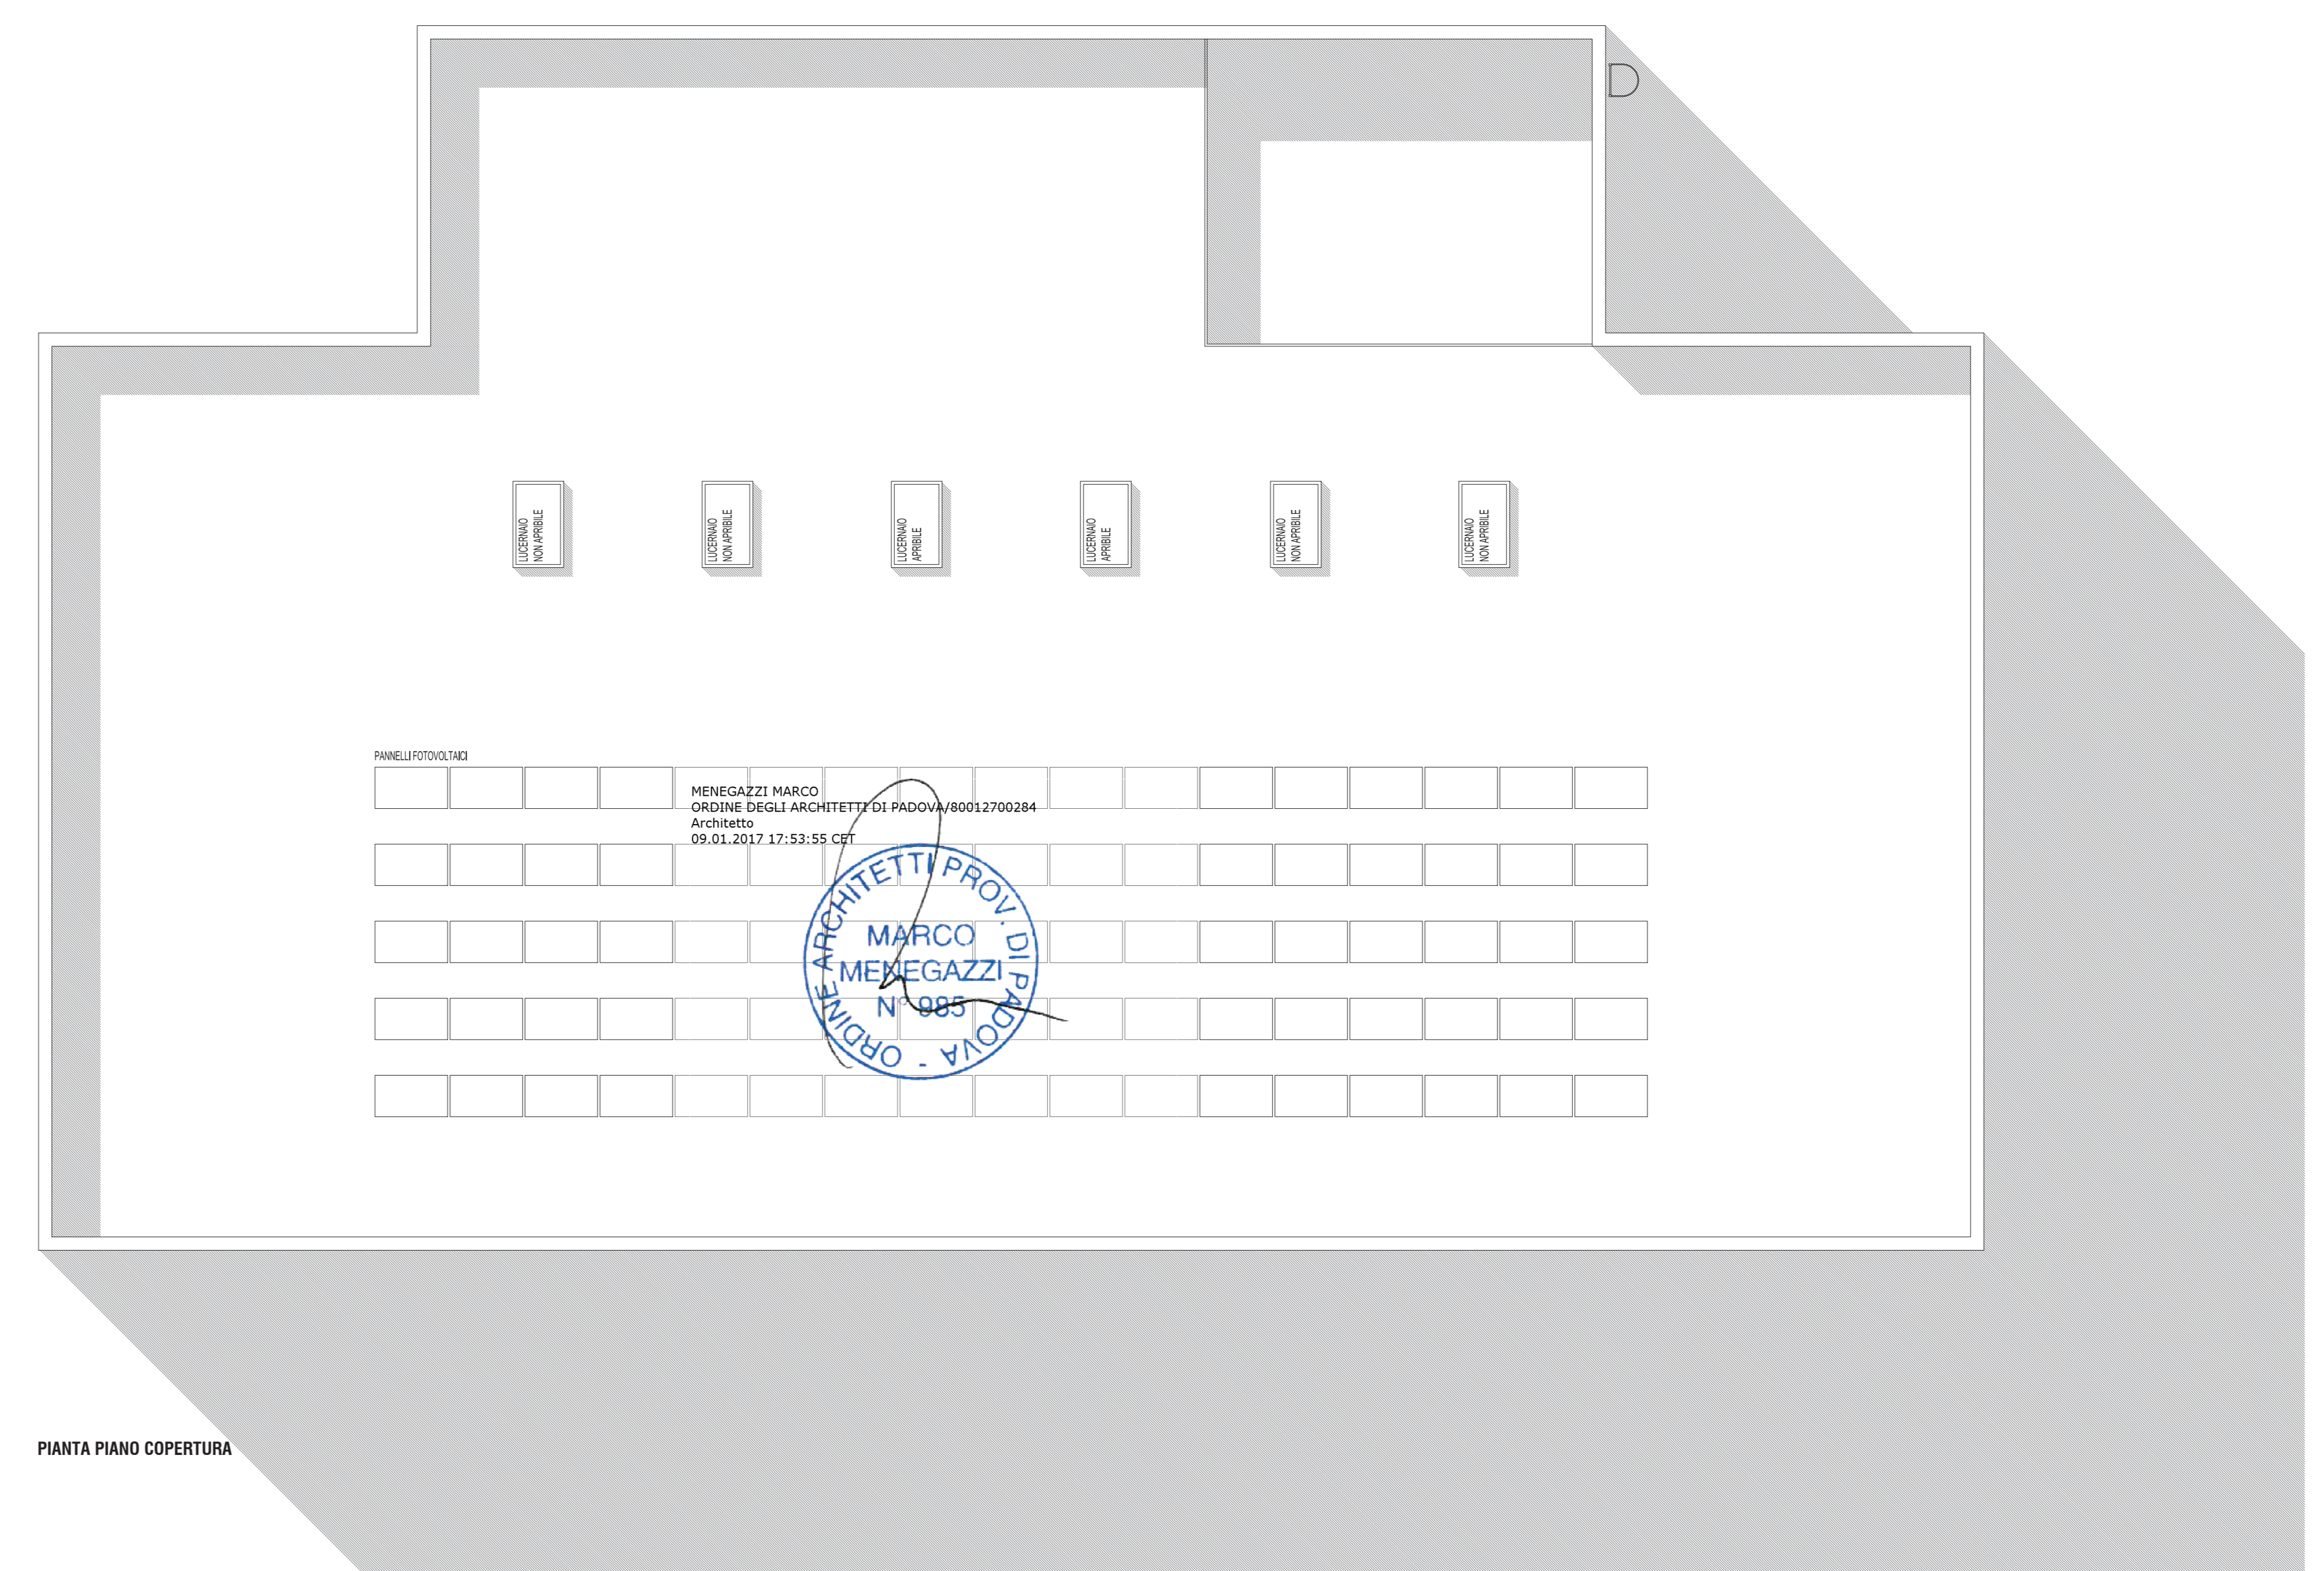 LUCERNAIO
NON APRIBILE
LUCERNAIO
NON APRIBILE
LUCERNAIO
APRIBILE
LUCERNAIO
APRIBILE
LUCERNAIO
NON APRIBILE
LUCERNAIO
NON APRIBILE
PANNELLI FOTOVOLTAICI
MENEGAZZI MARCO
ORDINE DEGLI ARCHITETTI DI PADOVA/80012700284
Architetto
09.01.2017 17:53:55 CET
ORDINE ARCHITETTI PROV. DI PADOVA -
MARCO
MENEGAZZI
N° 985
PIANTA PIANO COPERTURA